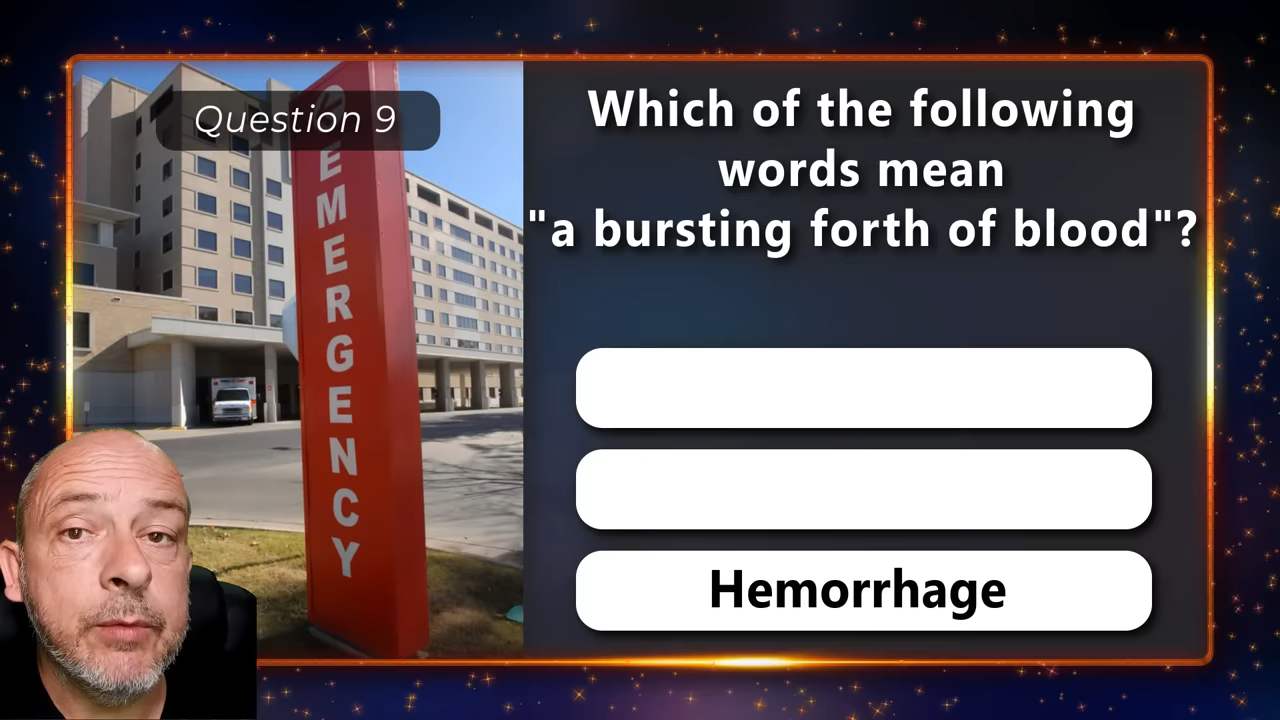 Question 9
EMERGENCY
Which of the following
words mean
"a bursting forth of blood"?
Hemorrhage